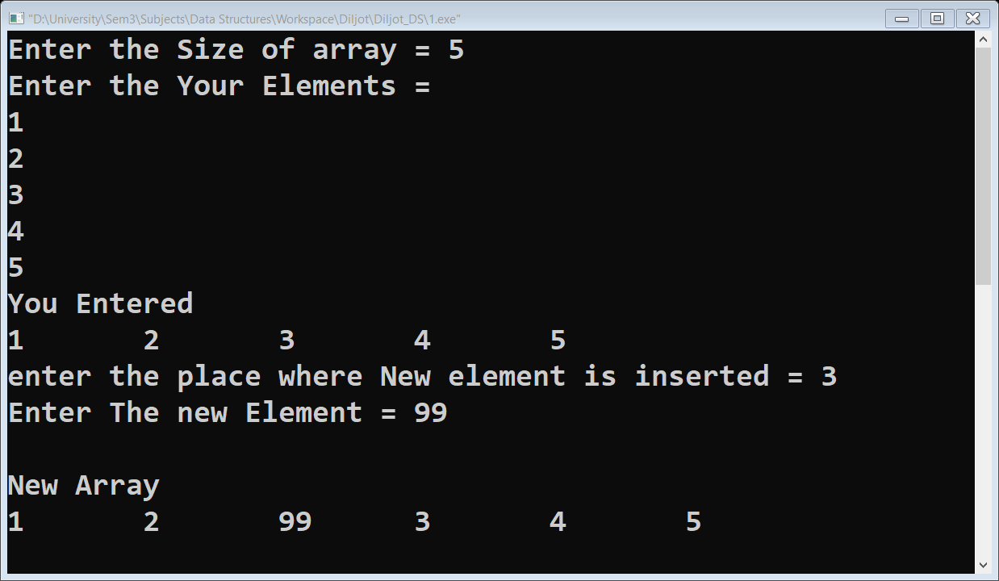 "D:\University\Sem3\Subjects\Data Structures\Workspace\Diljot\Diljot_DS\1.exe"
Enter the Size of array = 5
Enter the Your Elements =
1
2
3
4
5
You Entered
1 2 3 4 5
enter the place where New element is inserted = 3
Enter The new Element = 99
New Array
1 2 99 3 4 5